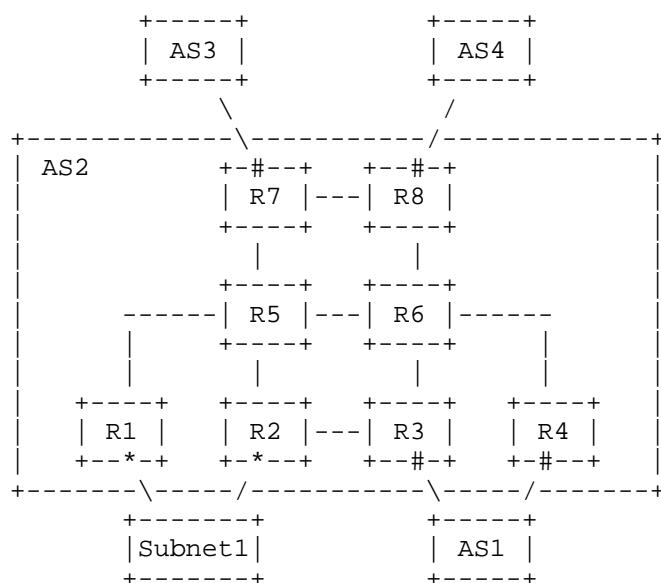 AS3 AS4
AS2
R7 R8
R5 R6
R1 R2 R3 R4
Subnet1 AS1